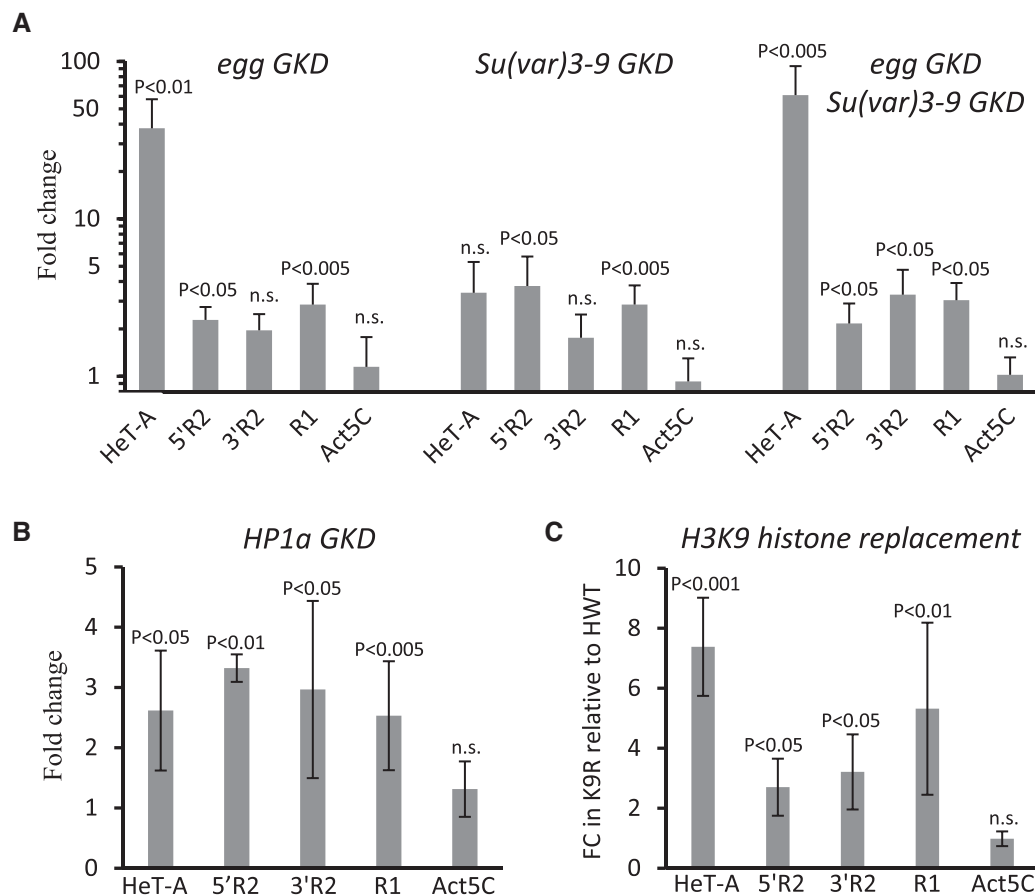 A
egg GKD
Su(var)3-9 GKD
egg GKD
Su(var)3-9 GKD
Fold change
100
50
10
5
1
P<0.01
P<0.05
n.s.
P<0.005
n.s.
n.s.
P<0.05
n.s.
P<0.005
n.s.
P<0.005
P<0.05
P<0.05
P<0.05
n.s.
HeT-A
5'R2
3'R2
R1
Act5C
HeT-A
5'R2
3'R2
R1
Act5C
HeT-A
5'R2
3'R2
R1
Act5C
B
HP1a GKD
Fold change
5
4
3
2
1
0
P<0.05
P<0.01
P<0.05
P<0.005
n.s.
HeT-A
5'R2
3'R2
R1
Act5C
C
H3K9 histone replacement
FC in K9R relative to HWT
10
8
6
4
2
0
P<0.001
P<0.05
P<0.05
P<0.01
n.s.
HeT-A
5'R2
3'R2
R1
Act5C